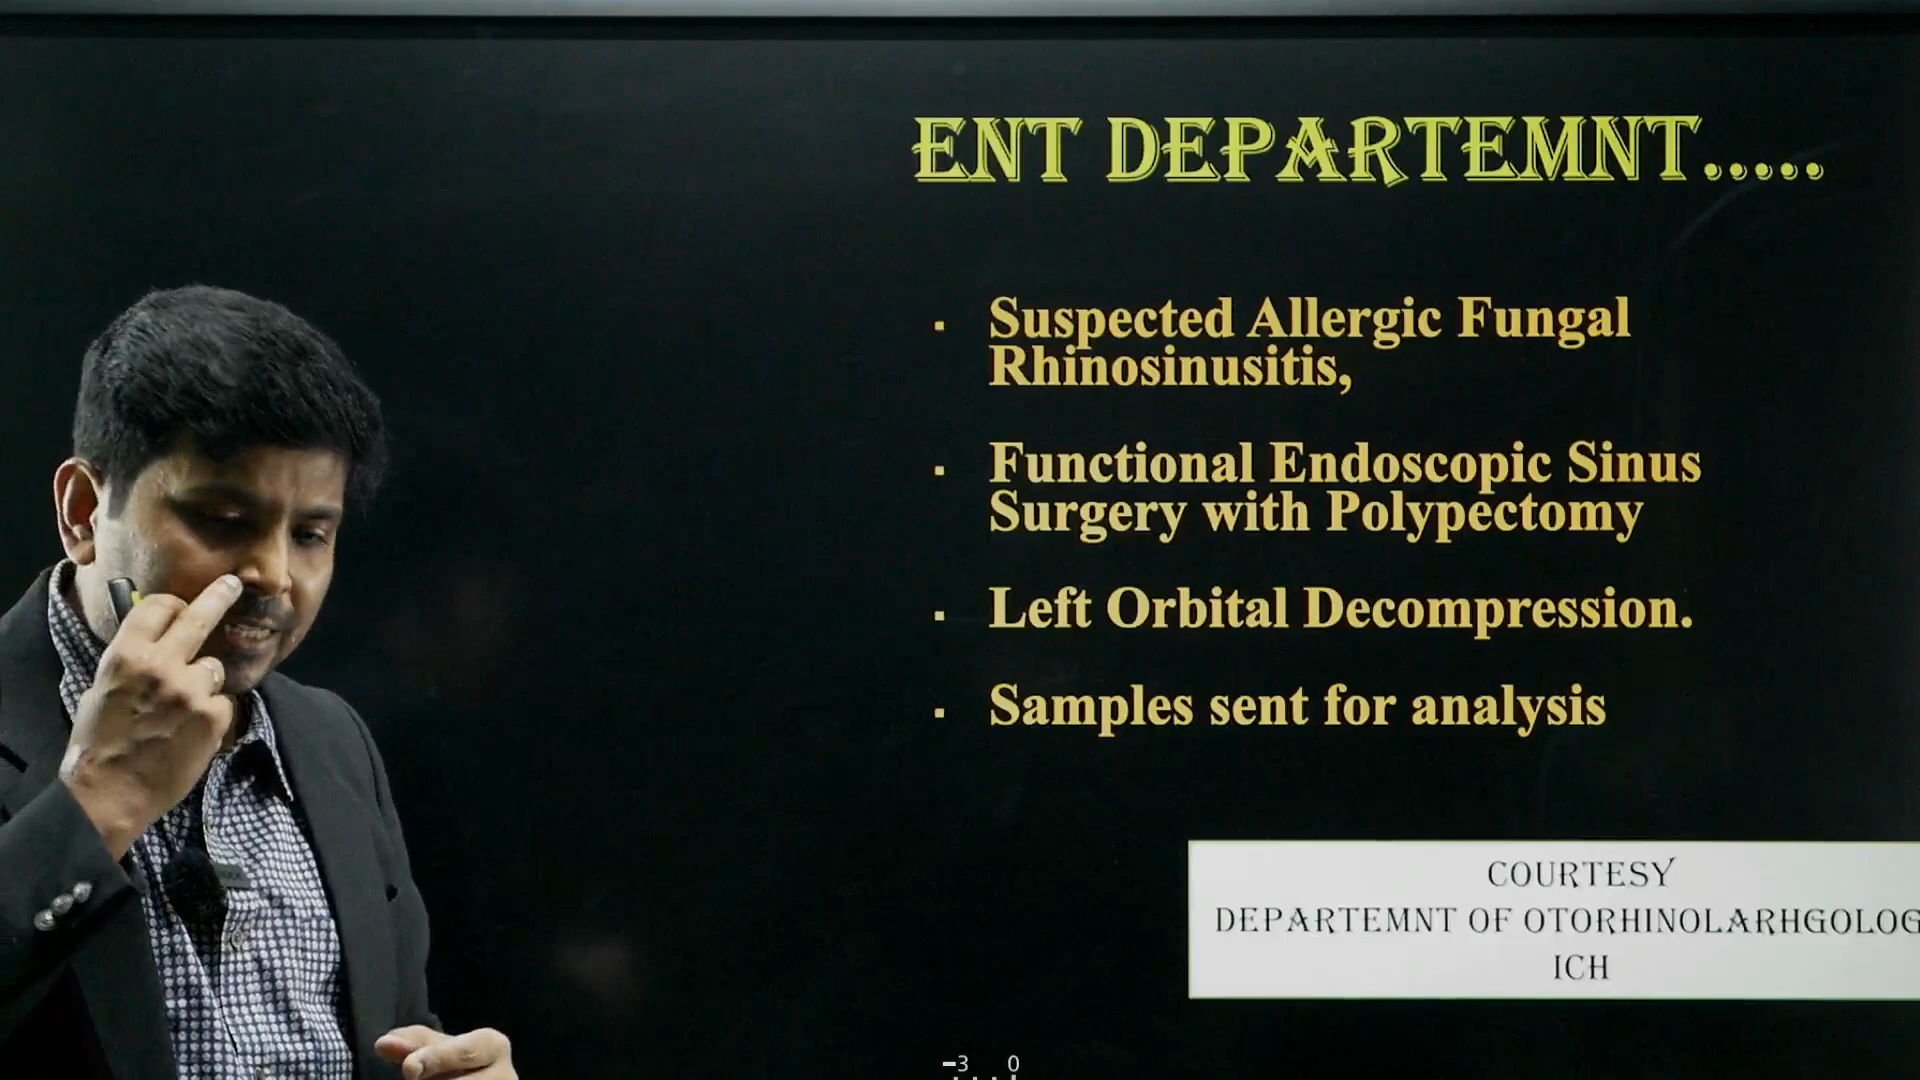 ENT DEPARTEMNT.....
▪ Suspected Allergic Fungal
Rhinosinusitis,
▪ Functional Endoscopic Sinus
Surgery with Polypectomy
▪ Left Orbital Decompression.
▪ Samples sent for analysis
COURTESY
DEPARTEMNT OF OTORHINOLARHGOLOG
ICH
-3 0